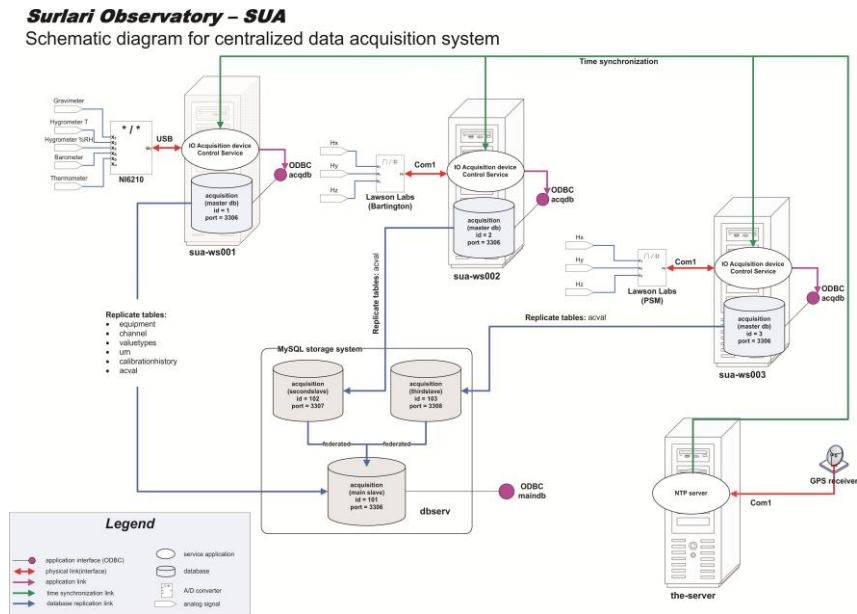 Surlari Observatory – SUA
Schematic diagram for centralized data acquisition system
Time synchronization
Gravimeter
Hygrometer T
Hygrometer %RH
Barometer
Thermometer
* / *
NI6210
USB
IO Acquisition device
Control Service
ODBC
acqdb
acquisition
(master db)
id = 1
port = 3306
sua-ws001
Hx
Hy
Hz
∩ / #
Lawson Labs
(Bartington)
Com1
IO Acquisition device
Control Service
ODBC
acqdb
acquisition
(master db)
id = 2
port = 3306
sua-ws002
Hx
Hy
Hz
∩ / #
Lawson Labs
(PSM)
Com1
IO Acquisition device
Control Service
ODBC
acqdb
acquisition
(master db)
id = 3
port = 3306
sua-ws003
Replicate tables:
• equipment
• channel
• valuetypes
• um
• calibrationhistory
• acval
Replicate tables: acval
Replicate tables: acval
MySQL storage system
acquisition
(secondslave)
id = 102
port = 3307
acquisition
(thirdslave)
id = 103
port = 3308
federated
federated
acquisition
(main slave)
id = 101
port = 3306
dbserv
ODBC
maindb
NTP server
Com1
GPS receiver
the-server
Legend
application interface (ODBC)
physical link(interface)
application link
time synchronization link
database replication link
service application
database
A/D converter
analog signal